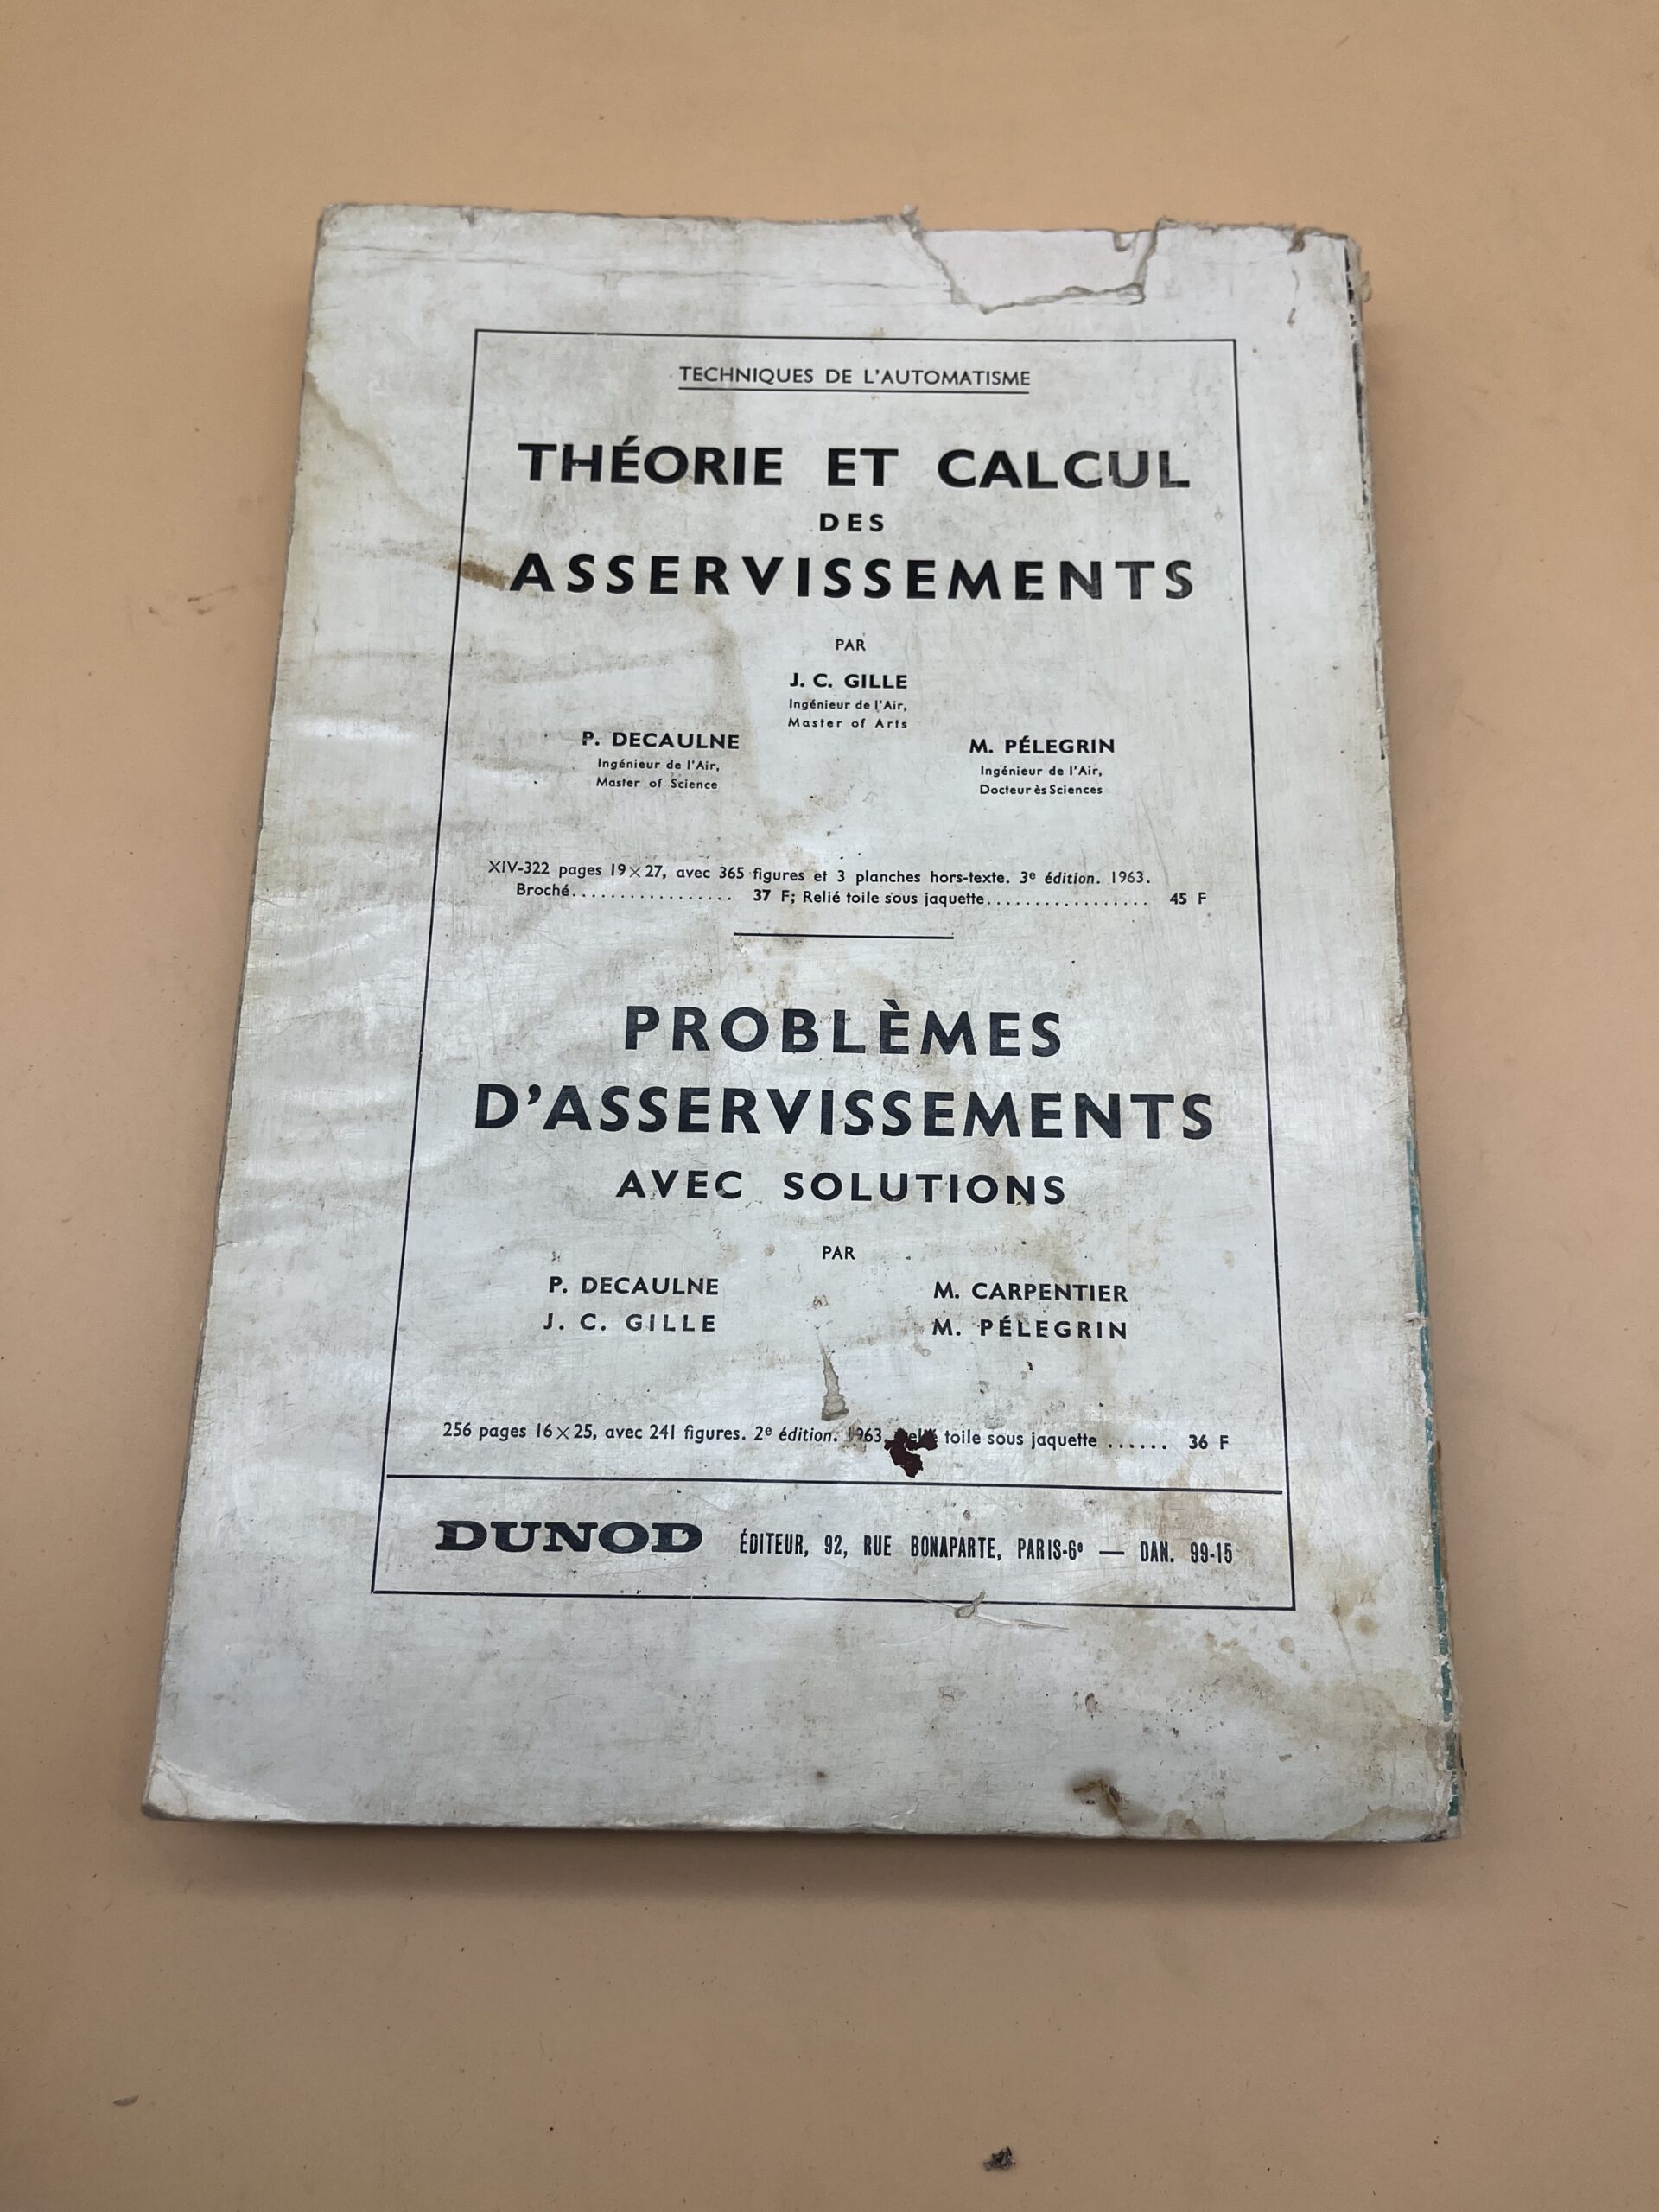 TECHNIQUES DE L'AUTOMATISME
THÉORIE ET CALCUL
DES
ASSERVISSEMENTS
PAR
J. C. GILLE
Ingénieur de l'Air,
Master of Arts
P. DECAULNE
Ingénieur de l'Air,
Master of Science
M. PÉLEGRIN
Ingénieur de l'Air,
Docteur ès Sciences
XIV-322 pages 19×27, avec 365 figures et 3 planches hors-texte. 3e édition. 1963.
Broché................. 37 F; Relié toile sous jaquette................. 45 F
PROBLÈMES
D'ASSERVISSEMENTS
AVEC SOLUTIONS
PAR
P. DECAULNE M. CARPENTIER
J. C. GILLE M. PÉLEGRIN
256 pages 16×25, avec 241 figures. 2e édition. 1963. toile sous jaquette ...... 36 F
DUNOD ÉDITEUR, 92, RUE BONAPARTE, PARIS-6e — DAN. 99-15